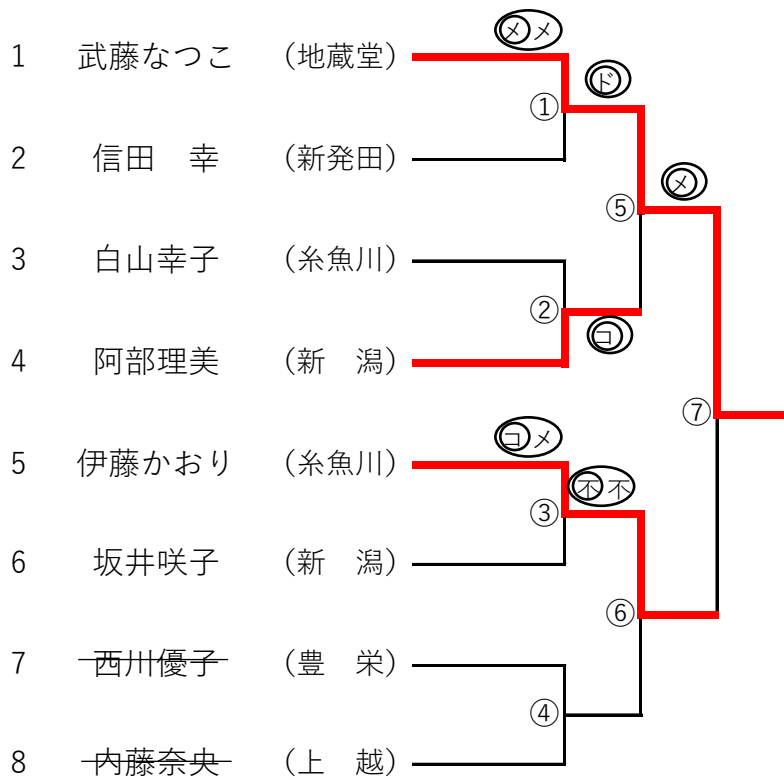 メメ
1 武藤なつこ (地蔵堂)
ド
①
2 信田 幸 (新発田)
メ
⑤
3 白山幸子 (糸魚川)
②
コ
4 阿部理美 (新 潟)
⑦
コメ
5 伊藤かおり (糸魚川)
不不
③
6 坂井咲子 (新 潟)
⑥
7 西川優子 (豊 栄)
④
8 内藤奈央 (上 越)